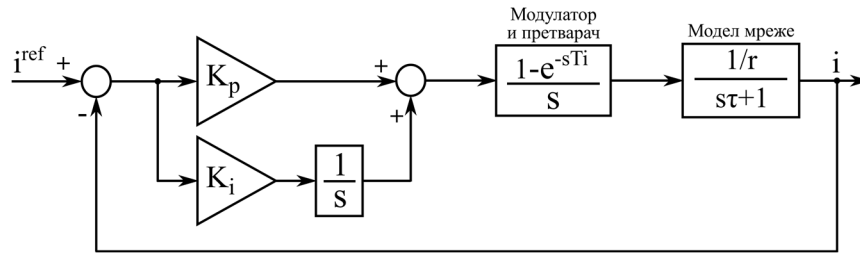 Модулатор
и претварач
Модел мреже
i^ref
+
-
K_p
+
+
1-e^-sTi
s
1/r
sτ+1
i
K_i
1
s